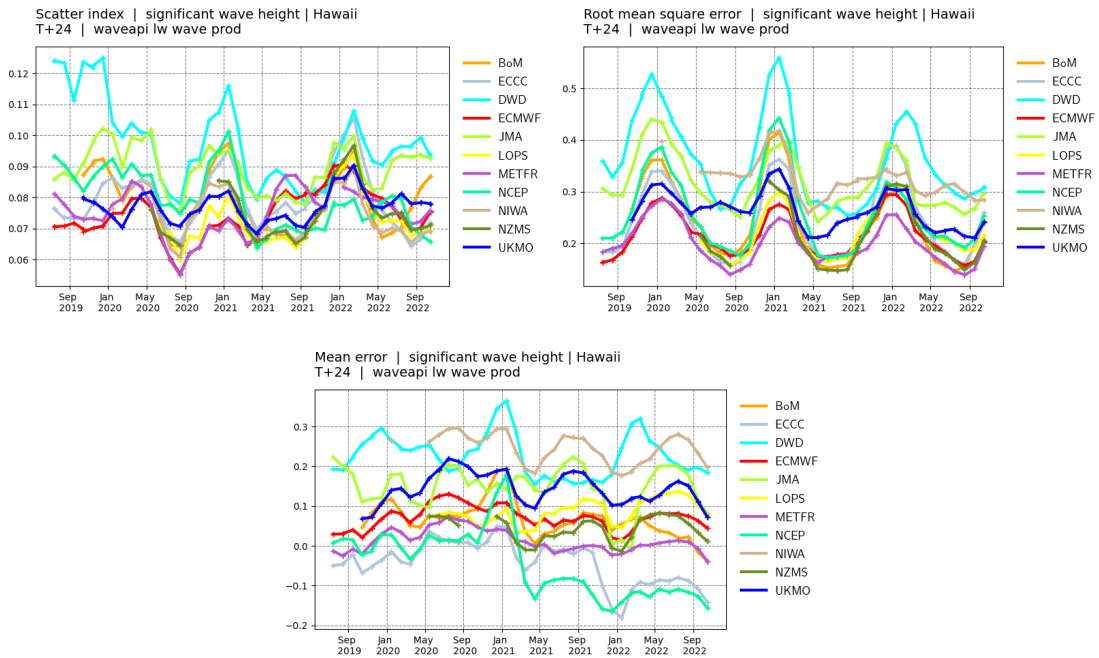 Scatter index | significant wave height | Hawaii
T+24 | waveapi lw wave prod
0.12
0.11
0.10
0.09
0.08
0.07
0.06
Sep 2019
Jan 2020
May 2020
Sep 2020
Jan 2021
May 2021
Sep 2021
Jan 2022
May 2022
Sep 2022
BoM
ECCC
DWD
ECMWF
JMA
LOPS
METFR
NCEP
NIWA
NZMS
UKMO
Root mean square error | significant wave height | Hawaii
T+24 | waveapi lw wave prod
0.5
0.4
0.3
0.2
Sep 2019
Jan 2020
May 2020
Sep 2020
Jan 2021
May 2021
Sep 2021
Jan 2022
May 2022
Sep 2022
BoM
ECCC
DWD
ECMWF
JMA
LOPS
METFR
NCEP
NIWA
NZMS
UKMO
Mean error | significant wave height | Hawaii
T+24 | waveapi lw wave prod
0.3
0.2
0.1
0.0
−0.1
−0.2
Sep 2019
Jan 2020
May 2020
Sep 2020
Jan 2021
May 2021
Sep 2021
Jan 2022
May 2022
Sep 2022
BoM
ECCC
DWD
ECMWF
JMA
LOPS
METFR
NCEP
NIWA
NZMS
UKMO